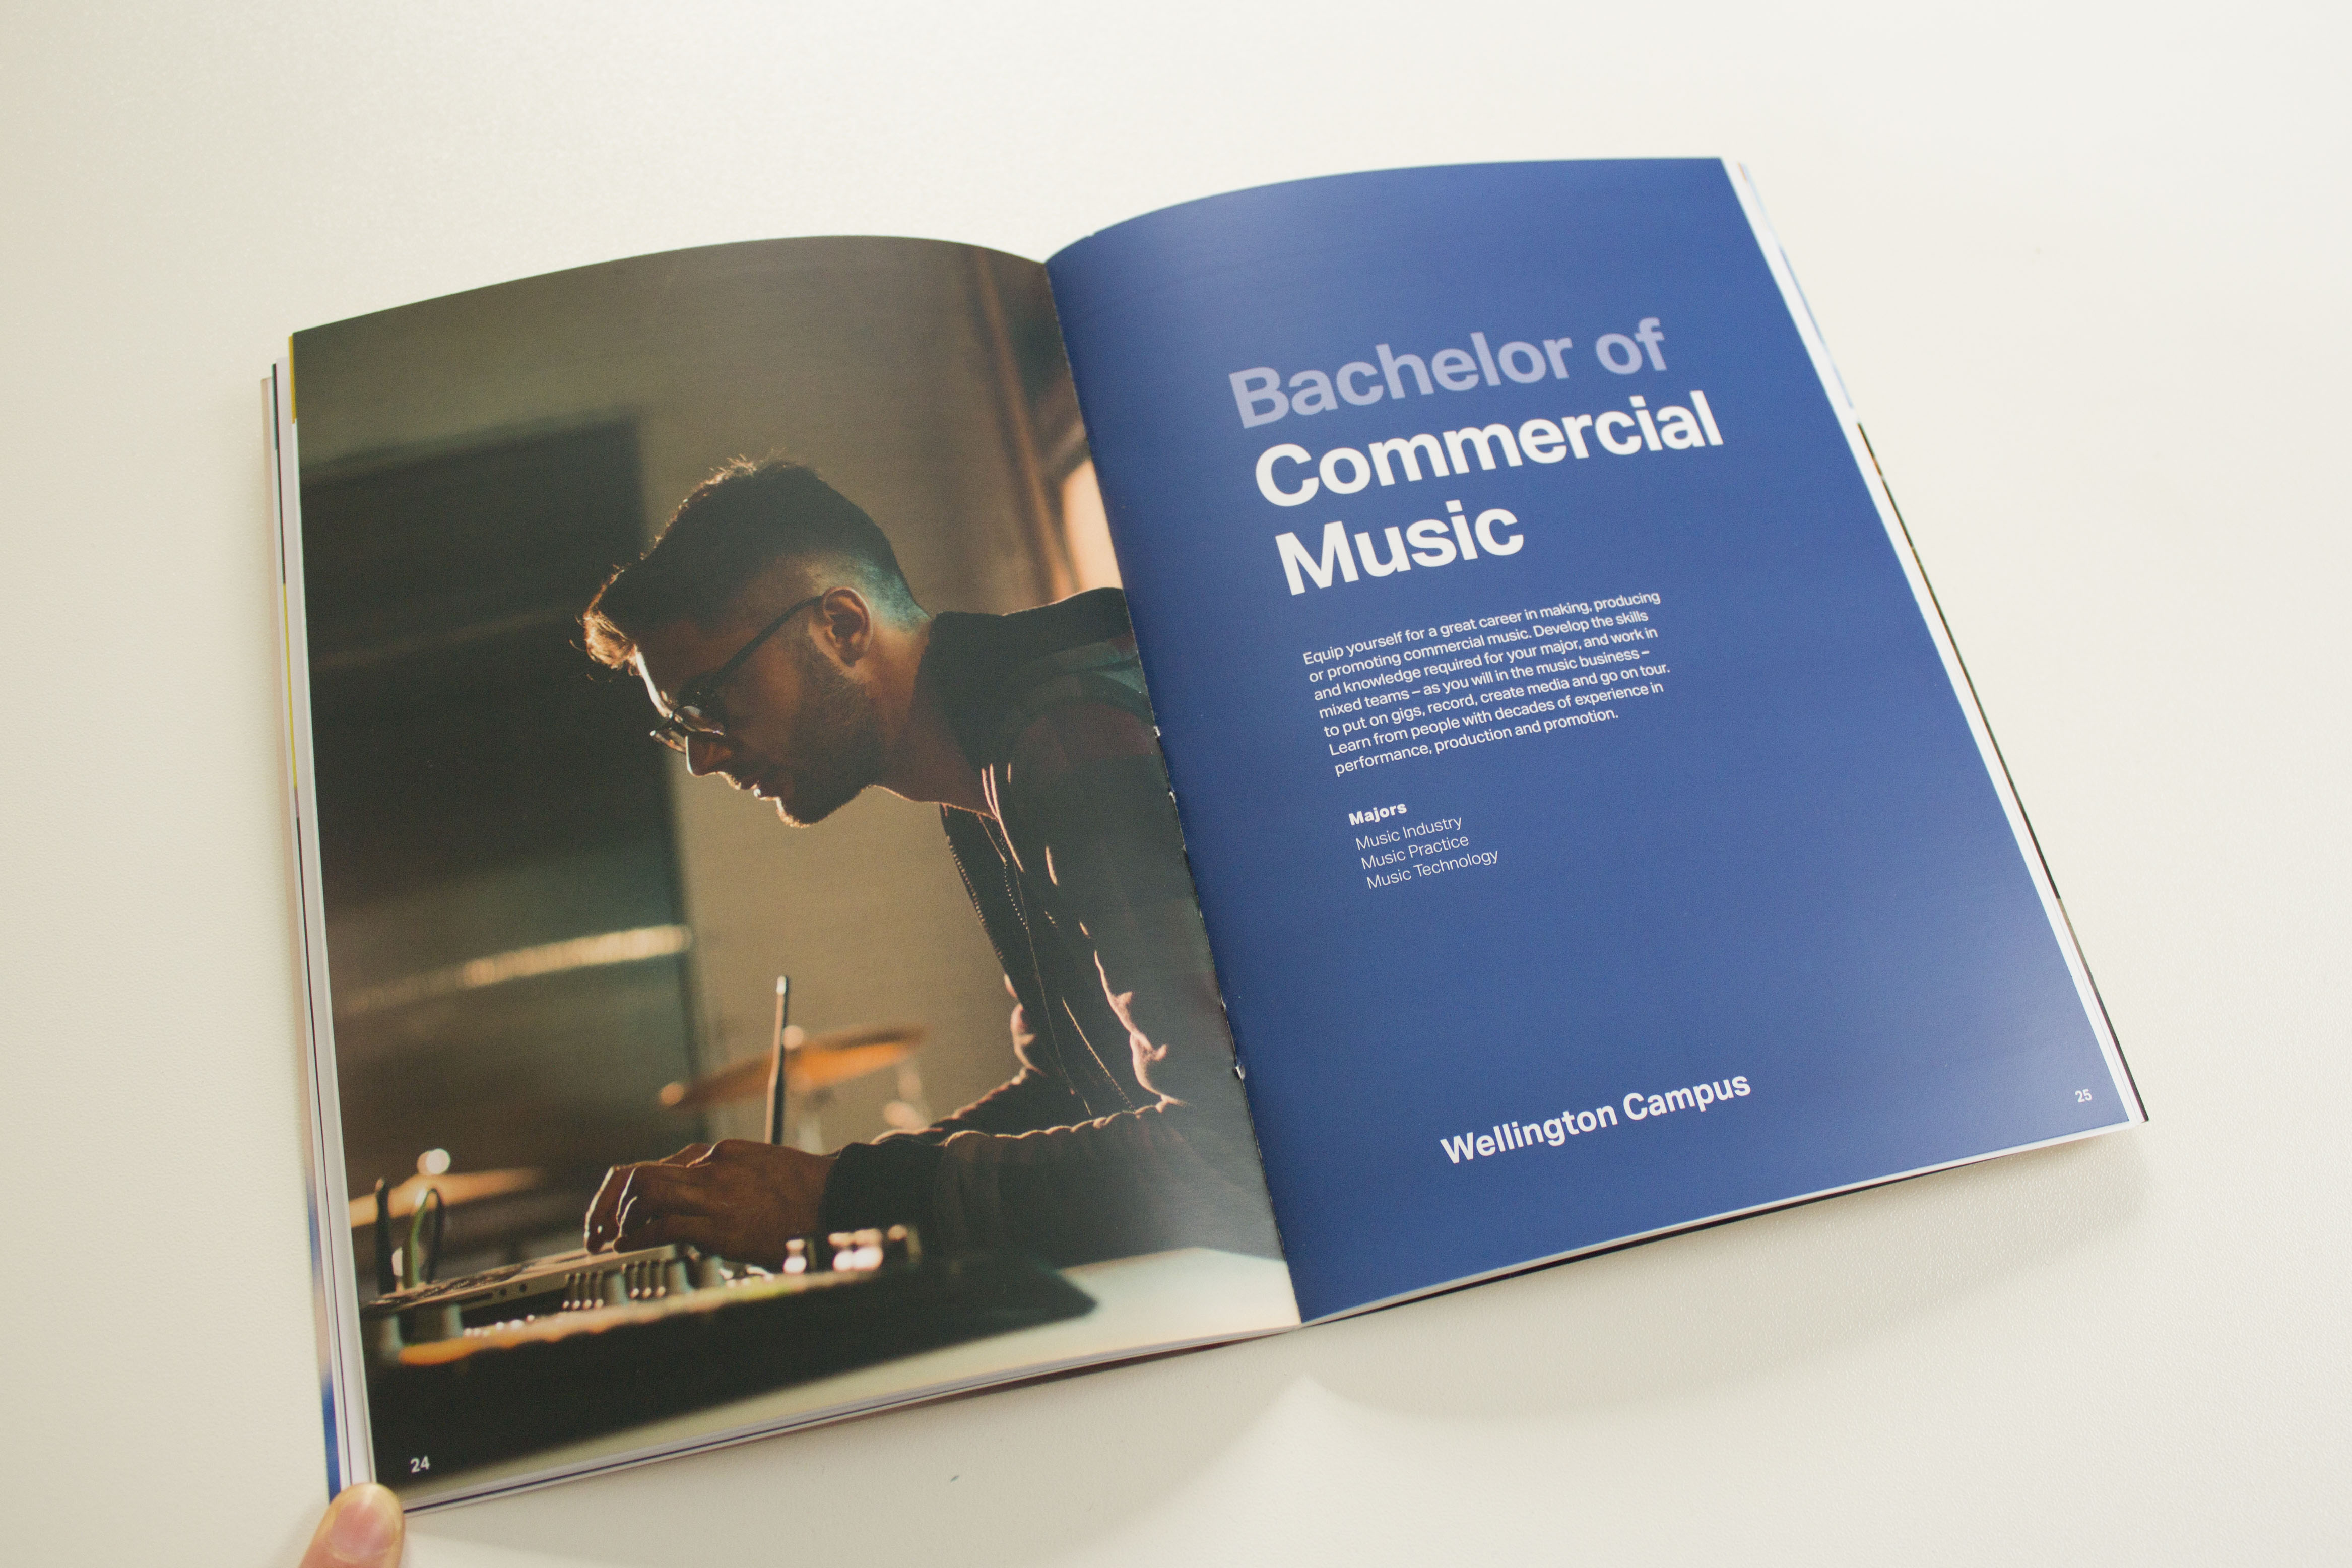 Bachelor of
Commercial
Music
Equip yourself for a great career in making, producing
or promoting commercial music. Develop the skills
and knowledge required for your major, and work in
mixed teams – as you will in the music business –
to put on gigs, record, create media and go on tour.
Learn from people with decades of experience in
performance, production and promotion.
Majors
Music Industry
Music Practice
Music Technology
Wellington Campus
24
25